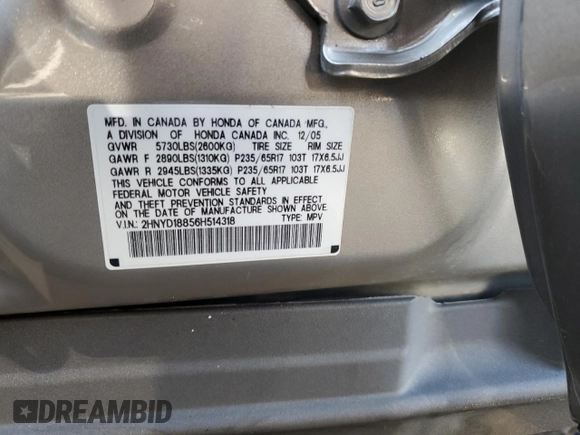 MFD. IN CANADA BY HONDA OF CANADA MFG.,
A DIVISION OF HONDA CANADA INC. 12/05
GVWR 5730LBS(2600KG) TIRE SIZE RIM SIZE
GAWR F 2890LBS(1310KG) P235/65R17 103T 17X6.5JJ
GAWR R 2945LBS(1335KG) P235/65R17 103T 17X6.5JJ
THIS VEHICLE CONFORMS TO ALL APPLICABLE
FEDERAL MOTOR VEHICLE SAFETY AND
THEFT PREVENTION STANDARDS IN EFFECT
ON THE DATE OF MANUFACTURE SHOWN ABOVE.
V.I.N.: 2HNYD18856H514318 TYPE: MPV
DREAMBID